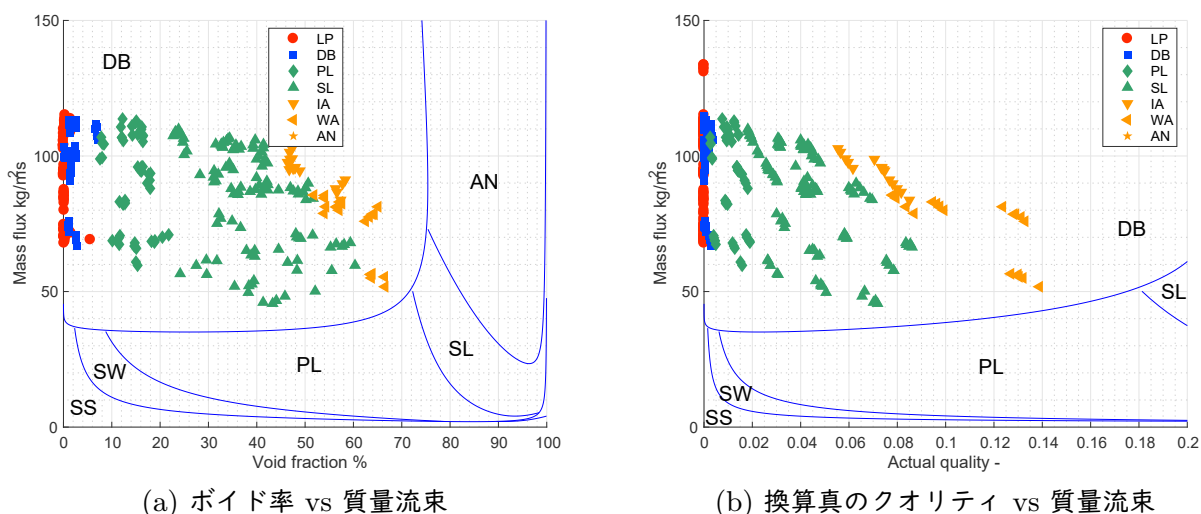 150
100
50
0
Mass flux kg/m²s
0 10 20 30 40 50 60 70 80 90 100
Void fraction %
LP
DB
PL
SL
IA
WA
AN
DB
AN
SL
PL
SW
SS
(a) ボイド率 vs 質量流束
150
100
50
0
Mass flux kg/m²s
0 0.02 0.04 0.06 0.08 0.1 0.12 0.14 0.16 0.18 0.2
Actual quality -
LP
DB
PL
SL
IA
WA
AN
DB
SL
PL
SW
SS
(b) 換算真のクオリティ vs 質量流束